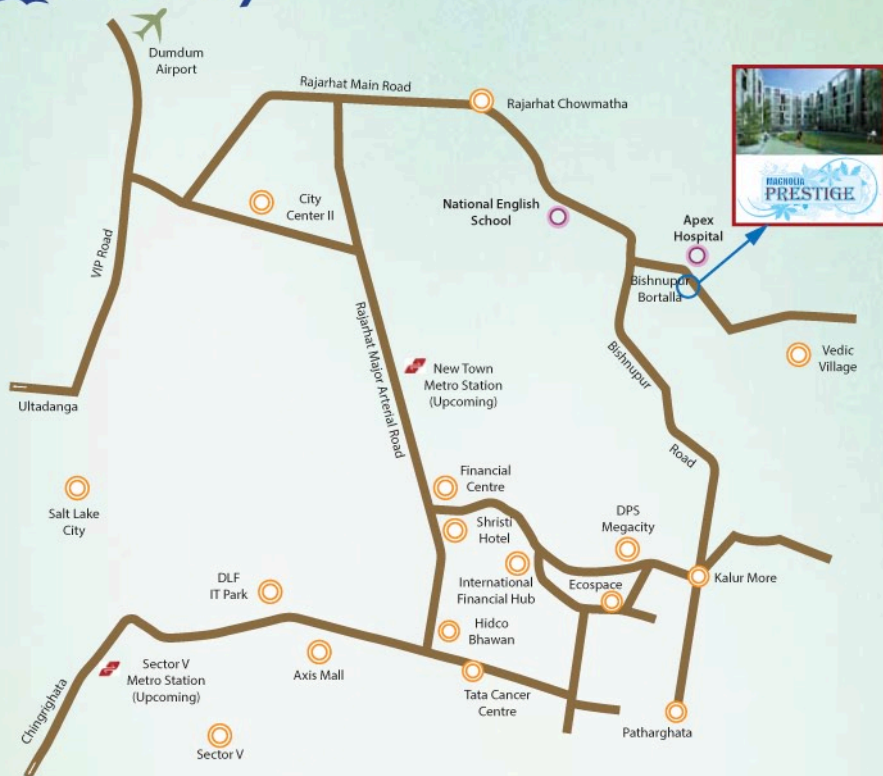 Dumdum
Airport
Rajarhat Main Road
Rajarhat Chowmatha
MAGNOLIA
PRESTIGE
City
Center II
National English
School
Apex
Hospital
VIP Road
Bishnupur
Bortalla
Rajarhat Major Arterial Road
Bishnupur
Road
Vedic
Village
New Town
Metro Station
(Upcoming)
Ultadanga
Financial
Centre
Salt Lake
City
Shristi
Hotel
DPS
Megacity
International
Financial Hub
Ecospace
Kalur More
DLF
IT Park
Hidco
Bhawan
Axis Mall
Sector V
Metro Station
(Upcoming)
Tata Cancer
Centre
Chingrighata
Patharghata
Sector V